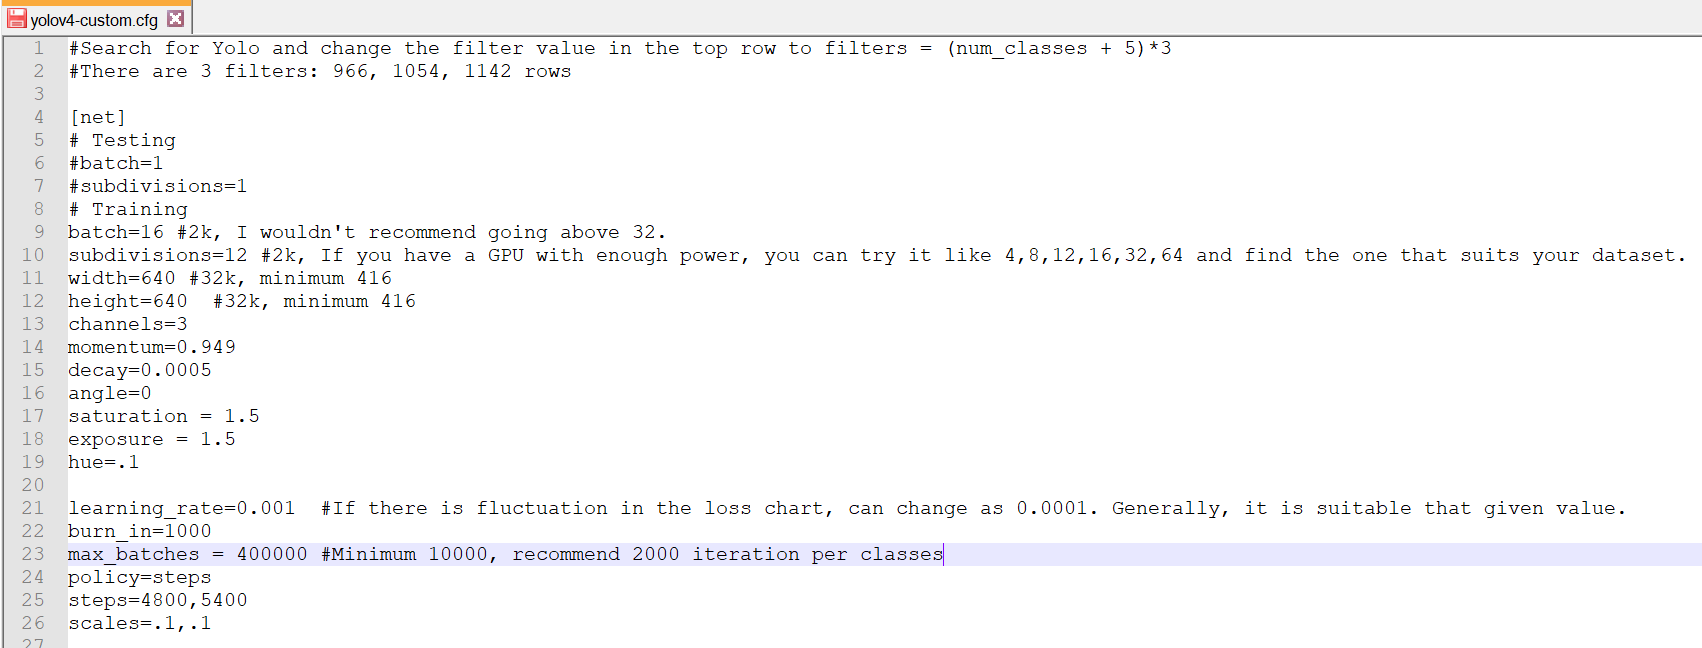 yolov4-custom.cfg
1 #Search for Yolo and change the filter value in the top row to filters = (num_classes + 5)*3
2 #There are 3 filters: 966, 1054, 1142 rows
3
4 [net]
5 # Testing
6 #batch=1
7 #subdivisions=1
8 # Training
9 batch=16 #2k, I wouldn't recommend going above 32.
10 subdivisions=12 #2k, If you have a GPU with enough power, you can try it like 4,8,12,16,32,64 and find the one that suits your dataset.
11 width=640 #32k, minimum 416
12 height=640  #32k, minimum 416
13 channels=3
14 momentum=0.949
15 decay=0.0005
16 angle=0
17 saturation = 1.5
18 exposure = 1.5
19 hue=.1
20
21 learning_rate=0.001  #If there is fluctuation in the loss chart, can change as 0.0001. Generally, it is suitable that given value.
22 burn_in=1000
23 max_batches = 400000 #Minimum 10000, recommend 2000 iteration per classes
24 policy=steps
25 steps=4800,5400
26 scales=.1,.1
27